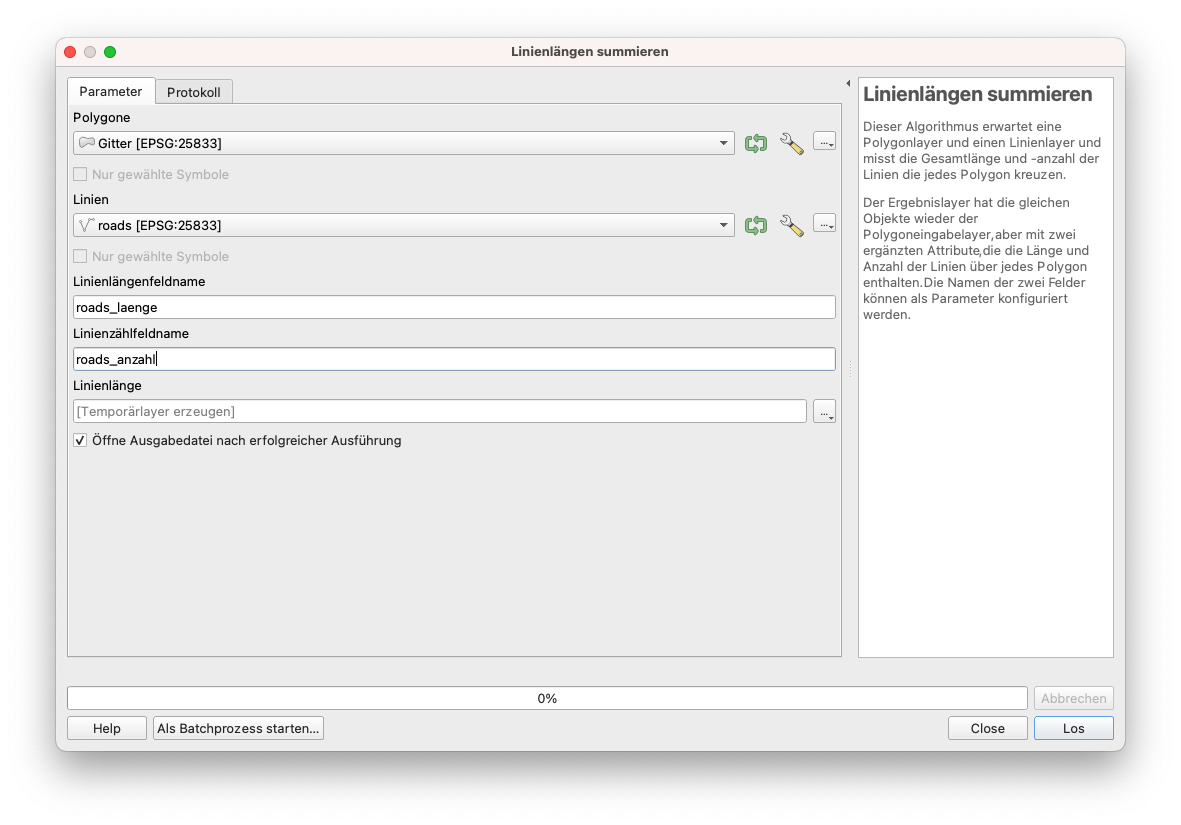 Linienlängen summieren
Parameter
Protokoll
Polygone
Gitter [EPSG:25833]
...
Nur gewählte Symbole
Linien
roads [EPSG:25833]
...
Nur gewählte Symbole
Linienlängenfeldname
roads_laenge
Linienzählfeldname
roads_anzahl
Linienlänge
[Temporärlayer erzeugen]
...
Öffne Ausgabedatei nach erfolgreicher Ausführung
Linienlängen summieren
Dieser Algorithmus erwartet eine
Polygonlayer und einen Linienlayer und
misst die Gesamtlänge und -anzahl der
Linien die jedes Polygon kreuzen.
Der Ergebnislayer hat die gleichen
Objekte wieder der
Polygoneingabelayer,aber mit zwei
ergänzten Attribute,die die Länge und
Anzahl der Linien über jedes Polygon
enthalten.Die Namen der zwei Felder
können als Parameter konfiguriert
werden.
0%
Abbrechen
Help
Als Batchprozess starten...
Close
Los